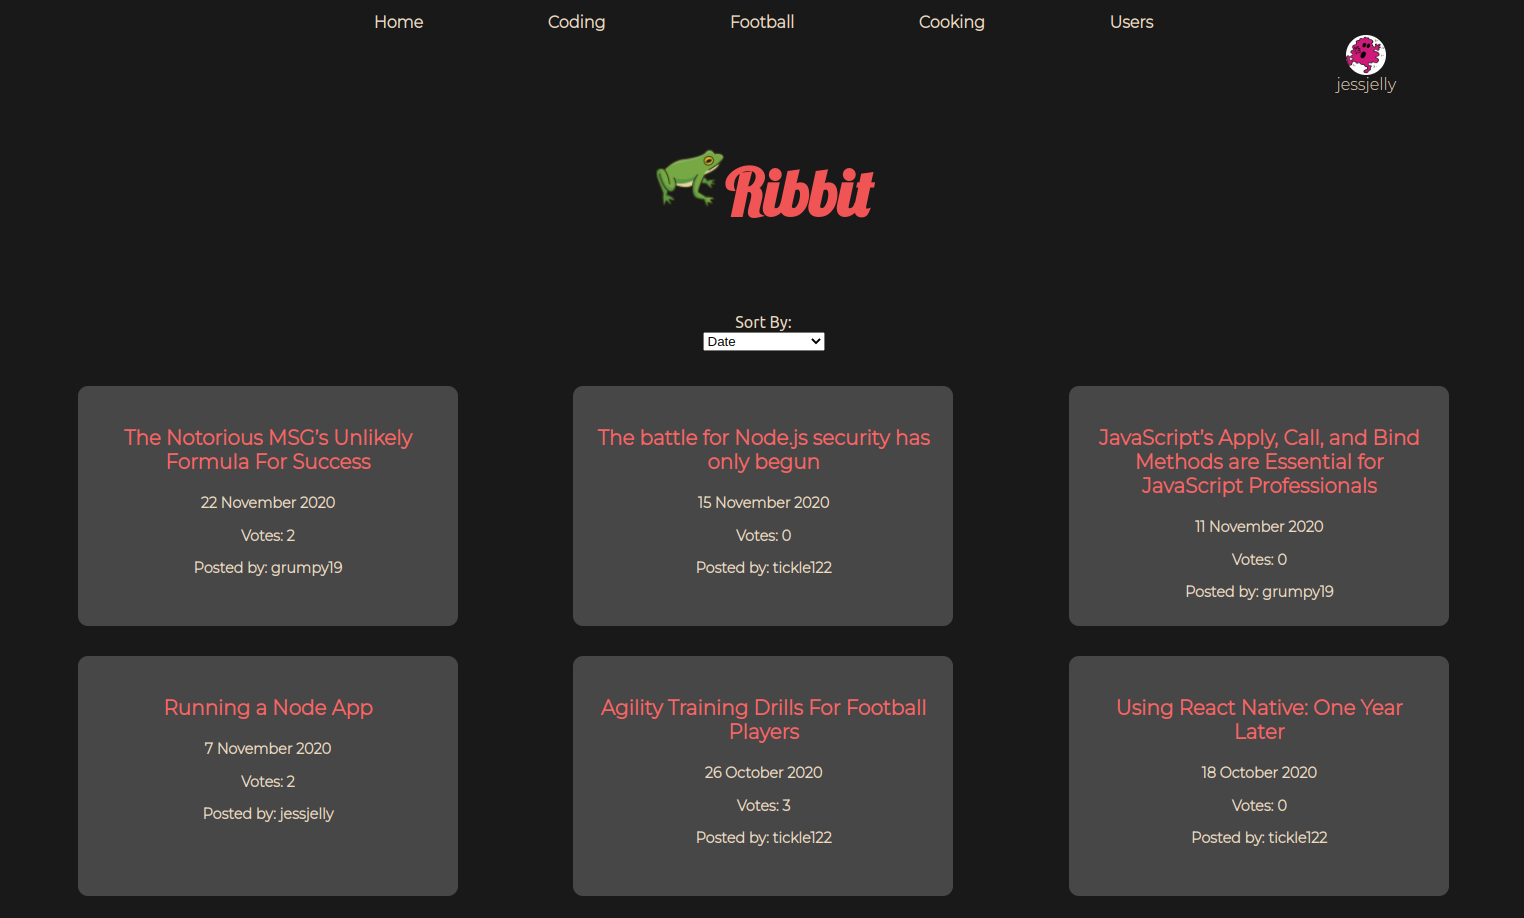 Home Coding Football Cooking Users
jessjelly
Ribbit
Sort By:
Date
The Notorious MSG’s Unlikely
Formula For Success
22 November 2020
Votes: 2
Posted by: grumpy19
The battle for Node.js security has
only begun
15 November 2020
Votes: 0
Posted by: tickle122
JavaScript’s Apply, Call, and Bind
Methods are Essential for
JavaScript Professionals
11 November 2020
Votes: 0
Posted by: grumpy19
Running a Node App
7 November 2020
Votes: 2
Posted by: jessjelly
Agility Training Drills For Football
Players
26 October 2020
Votes: 3
Posted by: tickle122
Using React Native: One Year
Later
18 October 2020
Votes: 0
Posted by: tickle122